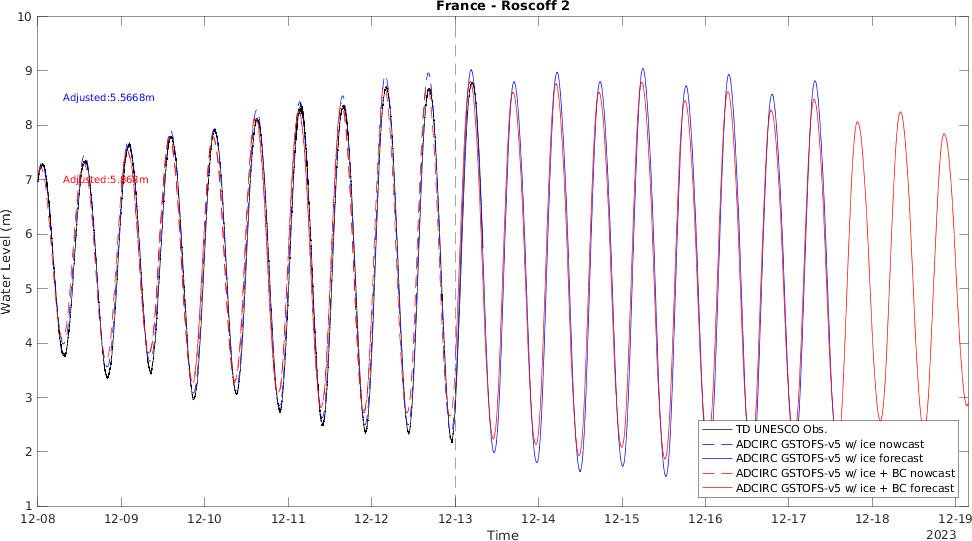 France - Roscoff 2
10
9
8
7
6
5
4
3
2
1
Water Level (m)
Adjusted:5.5668m
Adjusted:5.868m
TD UNESCO Obs.
ADCIRC GSTOFS-v5 w/ ice nowcast
ADCIRC GSTOFS-v5 w/ ice forecast
ADCIRC GSTOFS-v5 w/ ice + BC nowcast
ADCIRC GSTOFS-v5 w/ ice + BC forecast
12-08 12-09 12-10 12-11 12-12 12-13 12-14 12-15 12-16 12-17 12-18 12-19
Time
2023